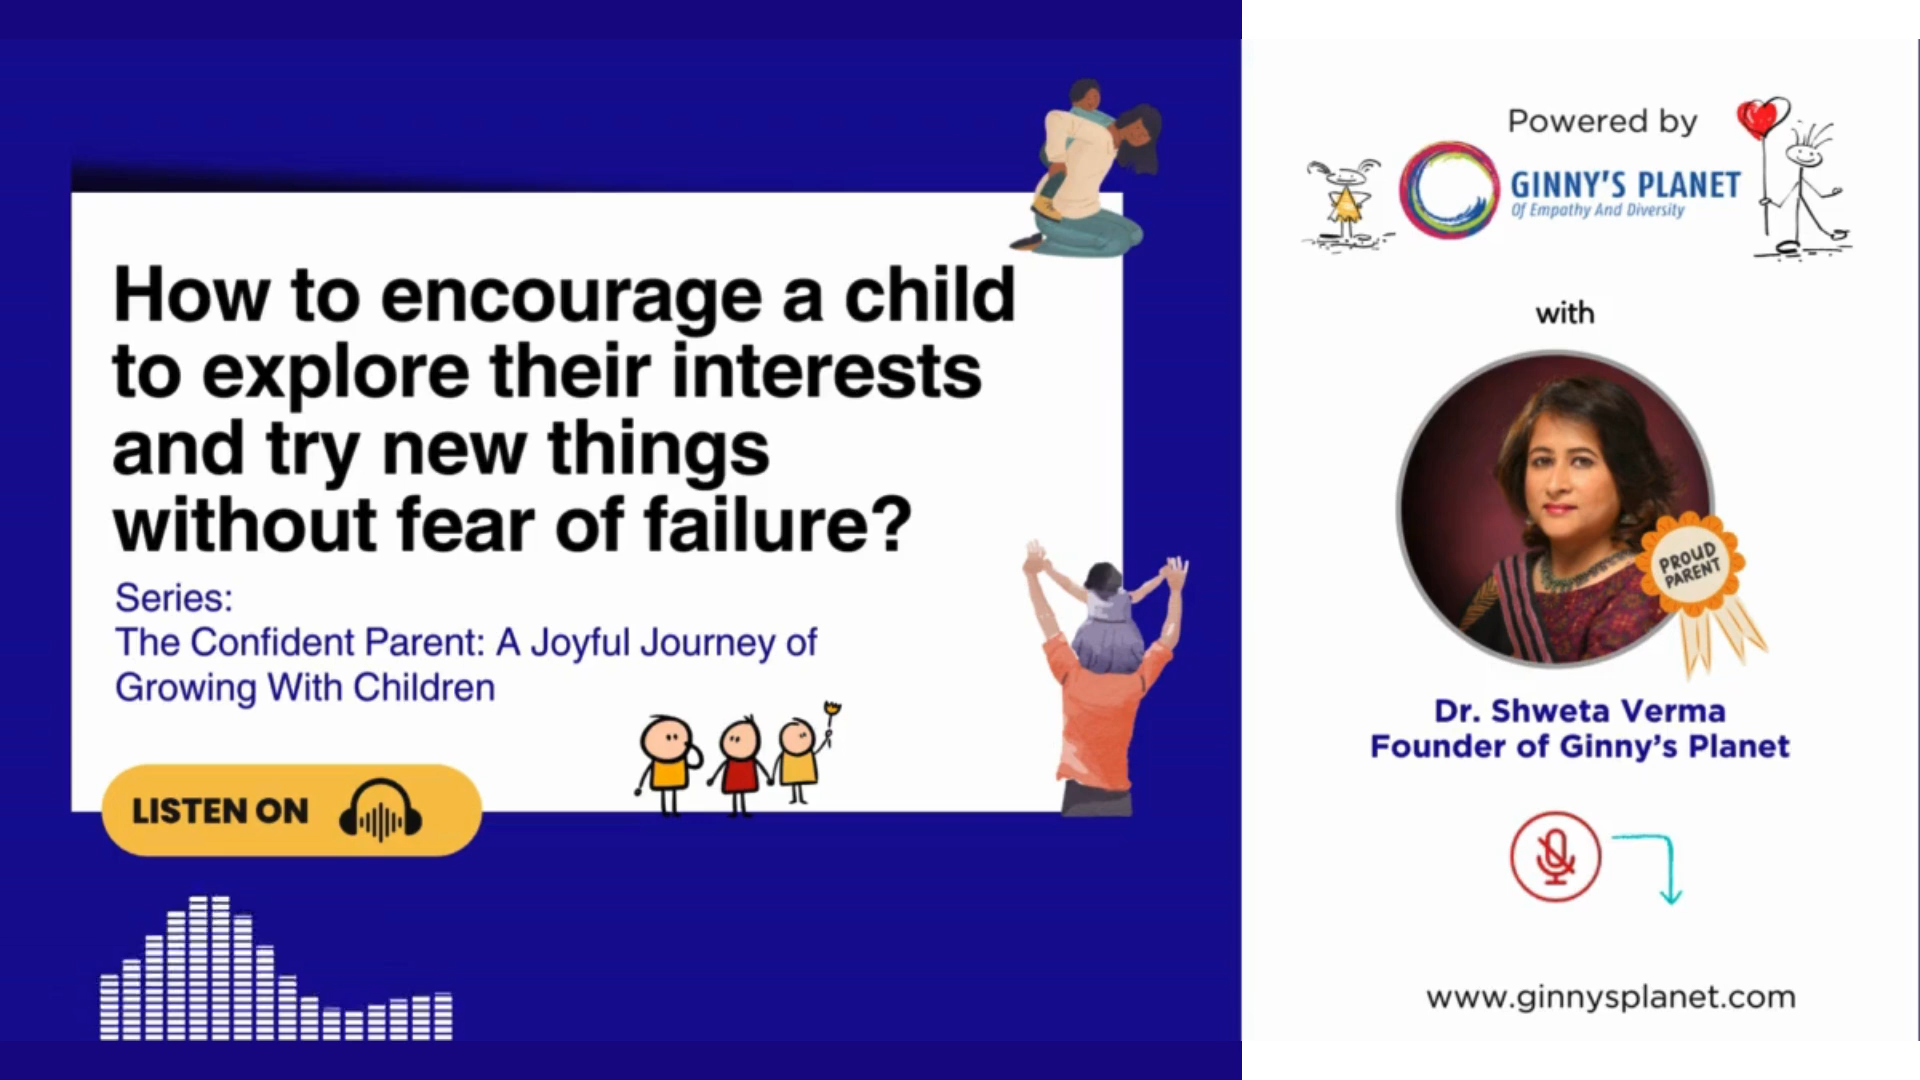 How to encourage a child
to explore their interests
and try new things
without fear of failure?
Series:
The Confident Parent: A Joyful Journey of
Growing With Children
LISTEN ON
Powered by
GINNY'S PLANET
Of Empathy And Diversity
with
PROUD
PARENT
Dr. Shweta Verma
Founder of Ginny's Planet
www.ginnysplanet.com